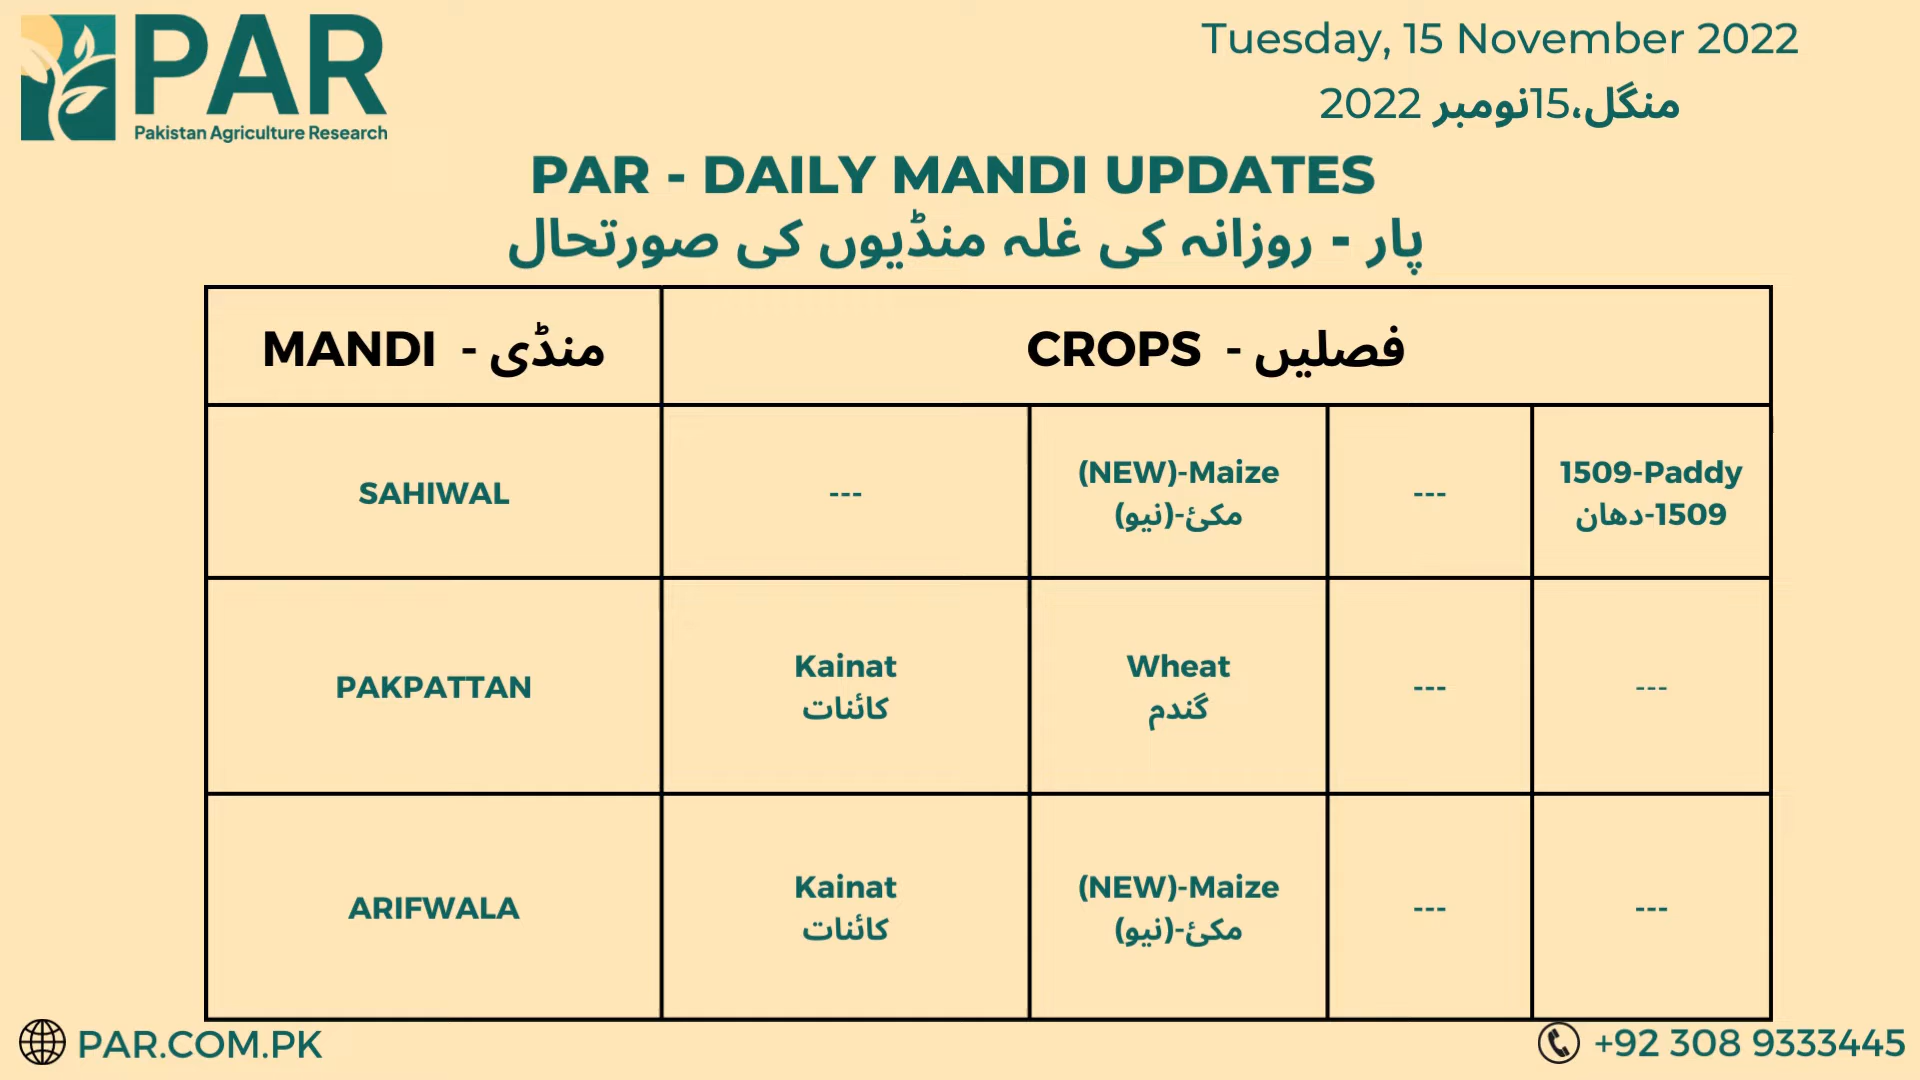 PAR
Pakistan Agriculture Research
Tuesday, 15 November 2022
منگل،15نومبر 2022
PAR - DAILY MANDI UPDATES
پار - روزانہ کی غلہ منڈیوں کی صورتحال
MANDI - منڈی
CROPS - فصلیں
SAHIWAL
---
(NEW)-Maize
مکئ-(نیو)
---
1509-Paddy
1509-دھان
PAKPATTAN
Kainat
کائنات
Wheat
گندم
---
---
ARIFWALA
Kainat
کائنات
(NEW)-Maize
مکئ-(نیو)
---
---
PAR.COM.PK
+92 308 9333445